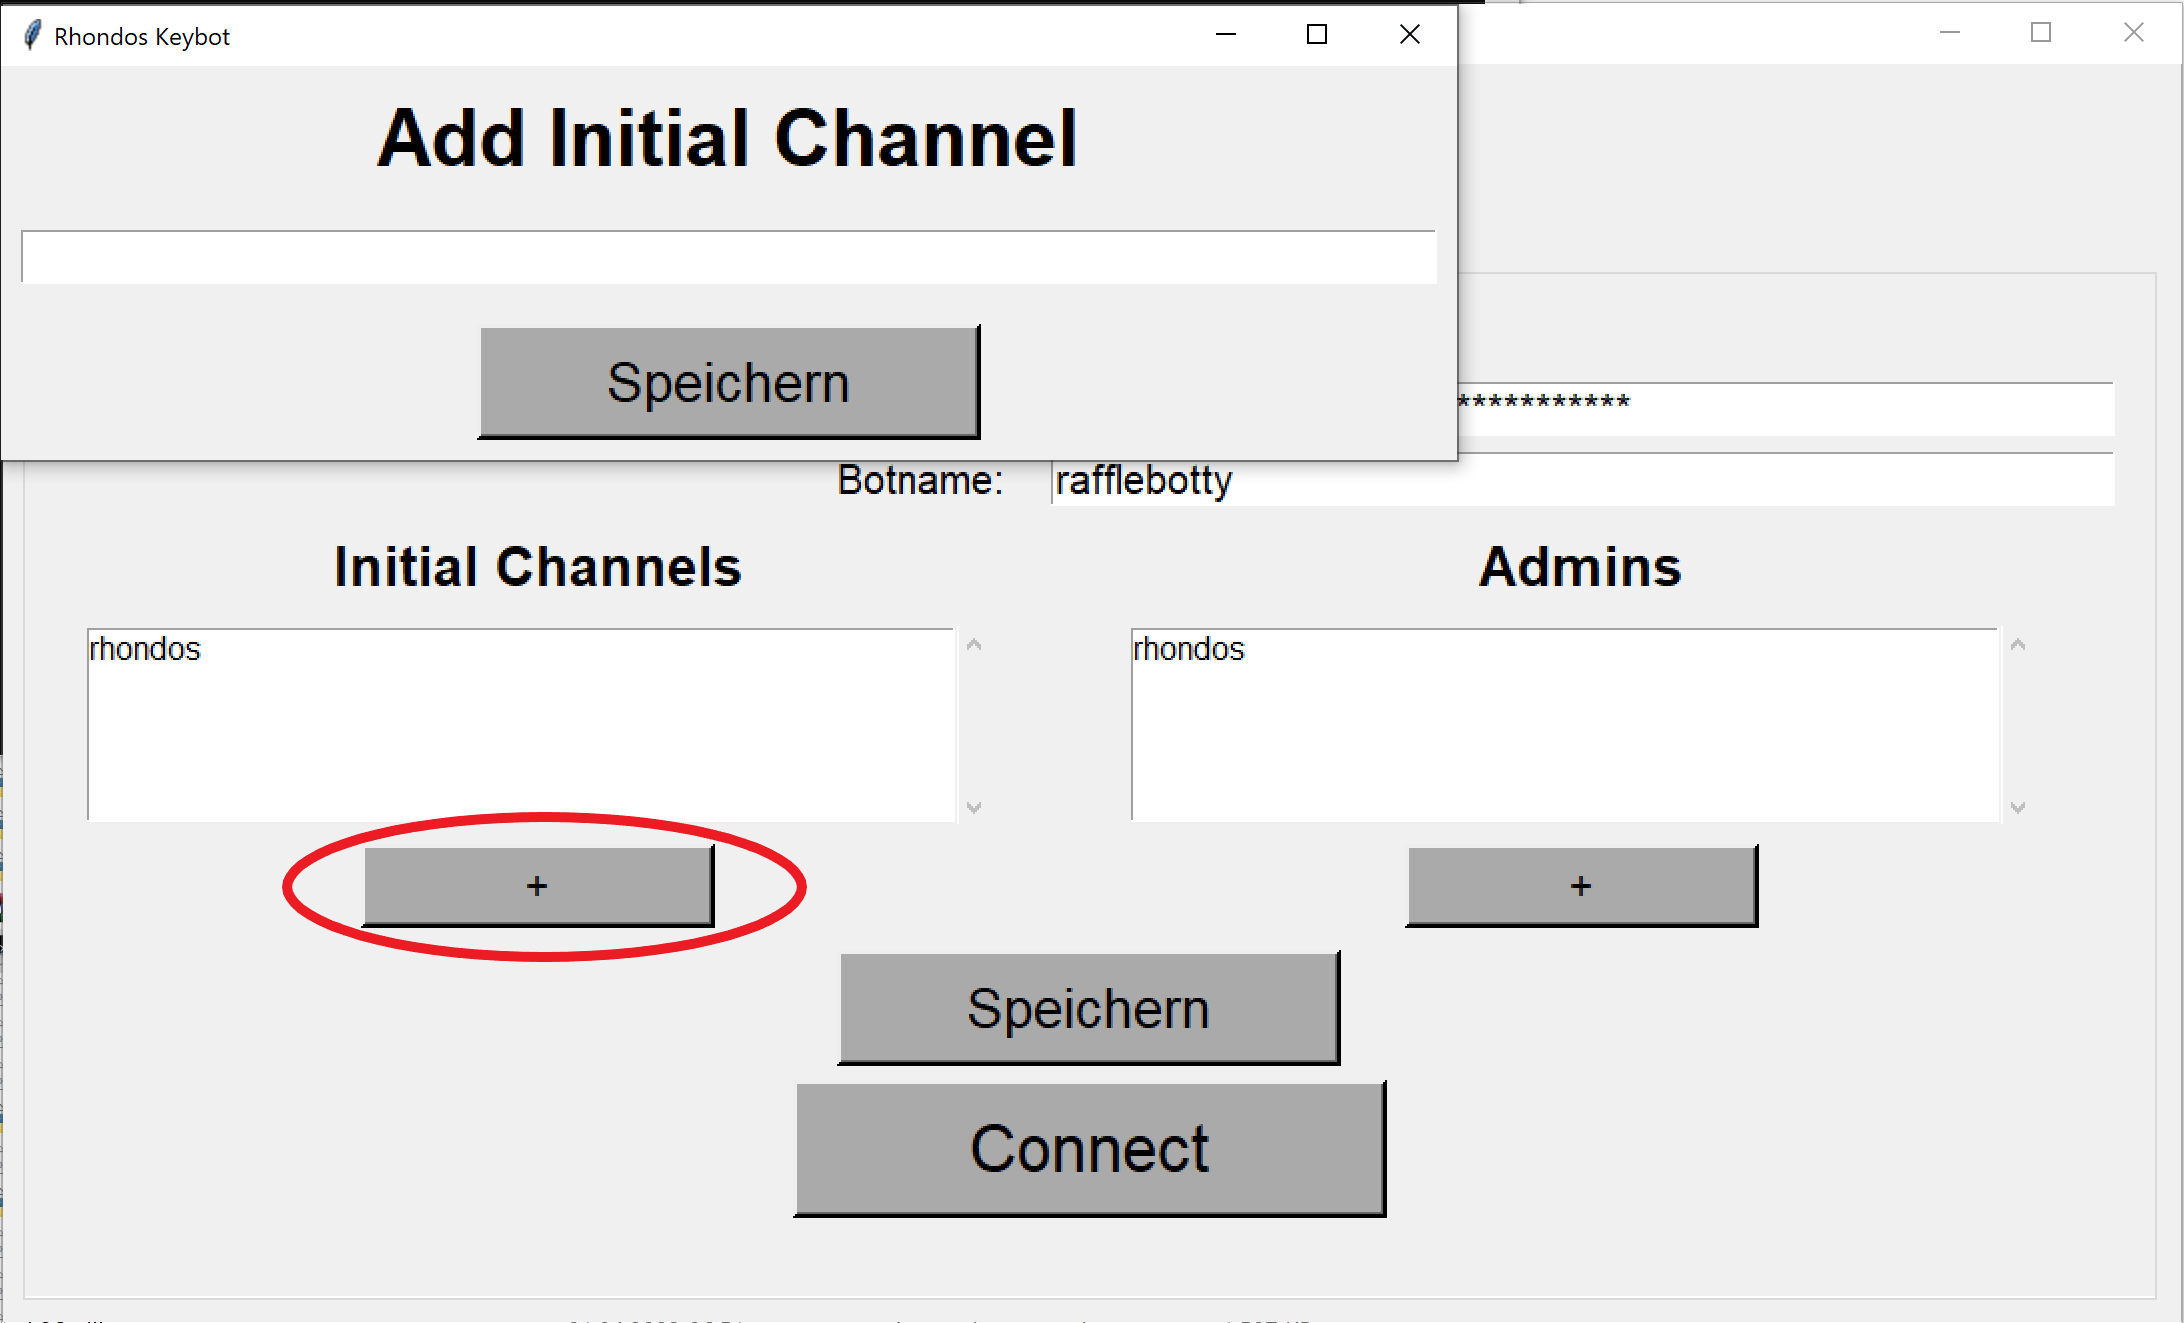 Rhondos Keybot
Add Initial Channel
Speichern
***********
Botname: rafflebotty
Initial Channels
Admins
rhondos
rhondos
+
+
Speichern
Connect